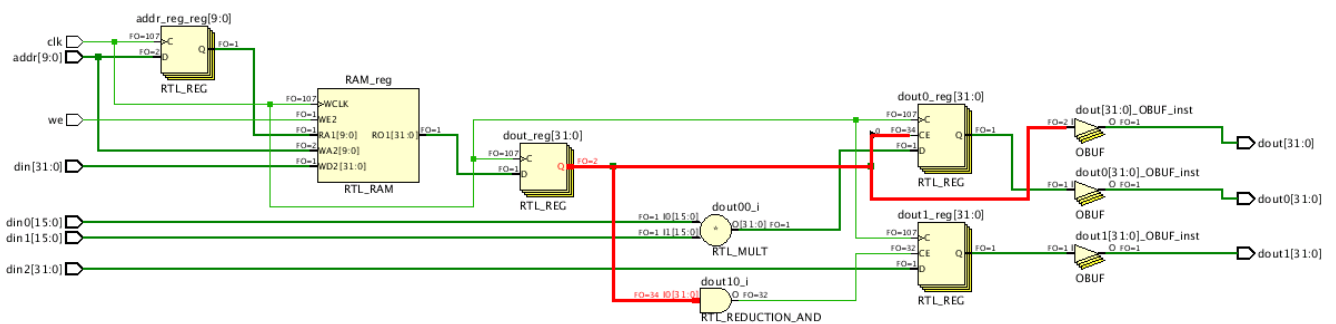 addr_reg_reg[9:0]
clk
FO=107
C
Q
FO=1
addr[9:0]
FO=2
D
RTL_REG
RAM_reg
FO=107
WCLK
we
FO=1
WE2
FO=1
RA1[9:0]
RO1[31:0]
FO=1
FO=2
WA2[9:0]
din[31:0]
FO=1
WD2[31:0]
RTL_RAM
dout_reg[31:0]
FO=107
C
Q
FO=2
FO=1
D
RTL_REG
dout0_reg[31:0]
FO=107
C
0
FO=34
CE
Q
FO=1
FO=1
D
RTL_REG
dout[31:0]_OBUF_inst
FO=2
I
O
FO=1
OBUF
dout[31:0]
dout0[31:0]_OBUF_inst
FO=1
I
O
FO=1
OBUF
dout0[31:0]
din0[15:0]
FO=1
I0[15:0]
dout00_i
*
O[31:0]
FO=1
din1[15:0]
FO=1
I1[15:0]
RTL_MULT
dout1_reg[31:0]
FO=107
C
FO=32
CE
Q
FO=1
din2[31:0]
FO=1
D
RTL_REG
dout1[31:0]_OBUF_inst
FO=1
I
O
FO=1
OBUF
dout1[31:0]
dout10_i
FO=34
I0[31:0]
O
FO=32
RTL_REDUCTION_AND